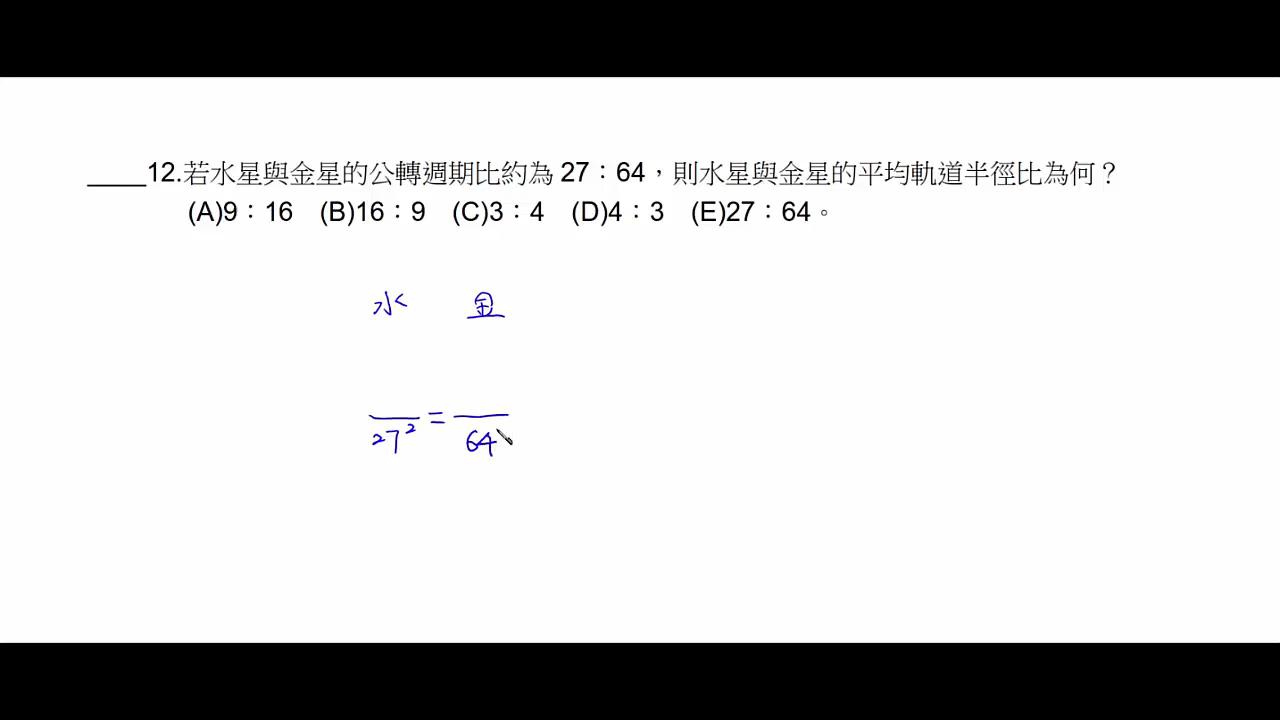 ____12.若水星與金星的公轉週期比約為 27：64，則水星與金星的平均軌道半徑比為何？
(A)9：16 (B)16：9 (C)3：4 (D)4：3 (E)27：64。
水 金
=
27² 64